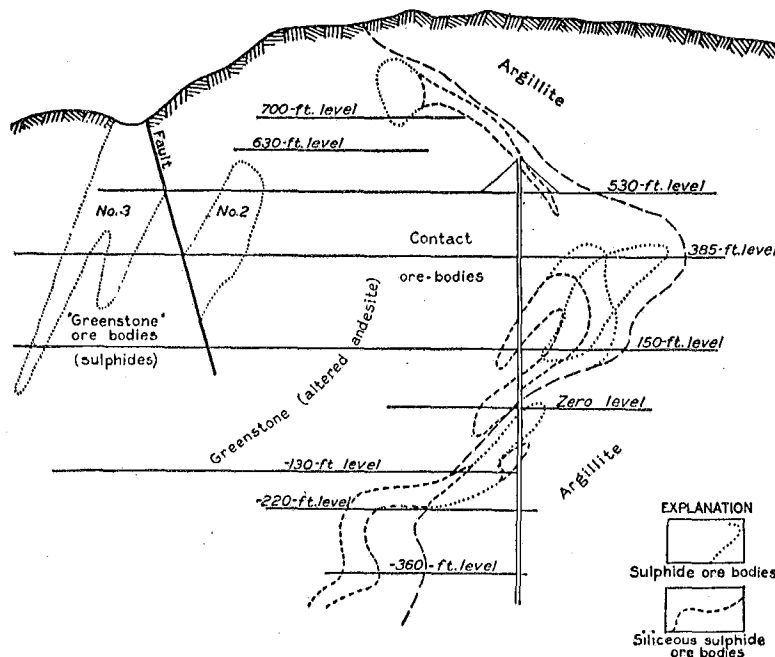 Argillite
700-ft. level
630-ft. level
Fault
530-ft. level
No.3
No.2
Contact
ore-bodies
385-ft. level
"Greenstone"
ore bodies
(sulphides)
Greenstone (altered andesite)
150-ft. level
Zero level
-130-ft level
Argillite
-220-ft. level
-360-ft. level
EXPLANATION
Sulphide ore bodies
Siliceous sulphide
ore bodies